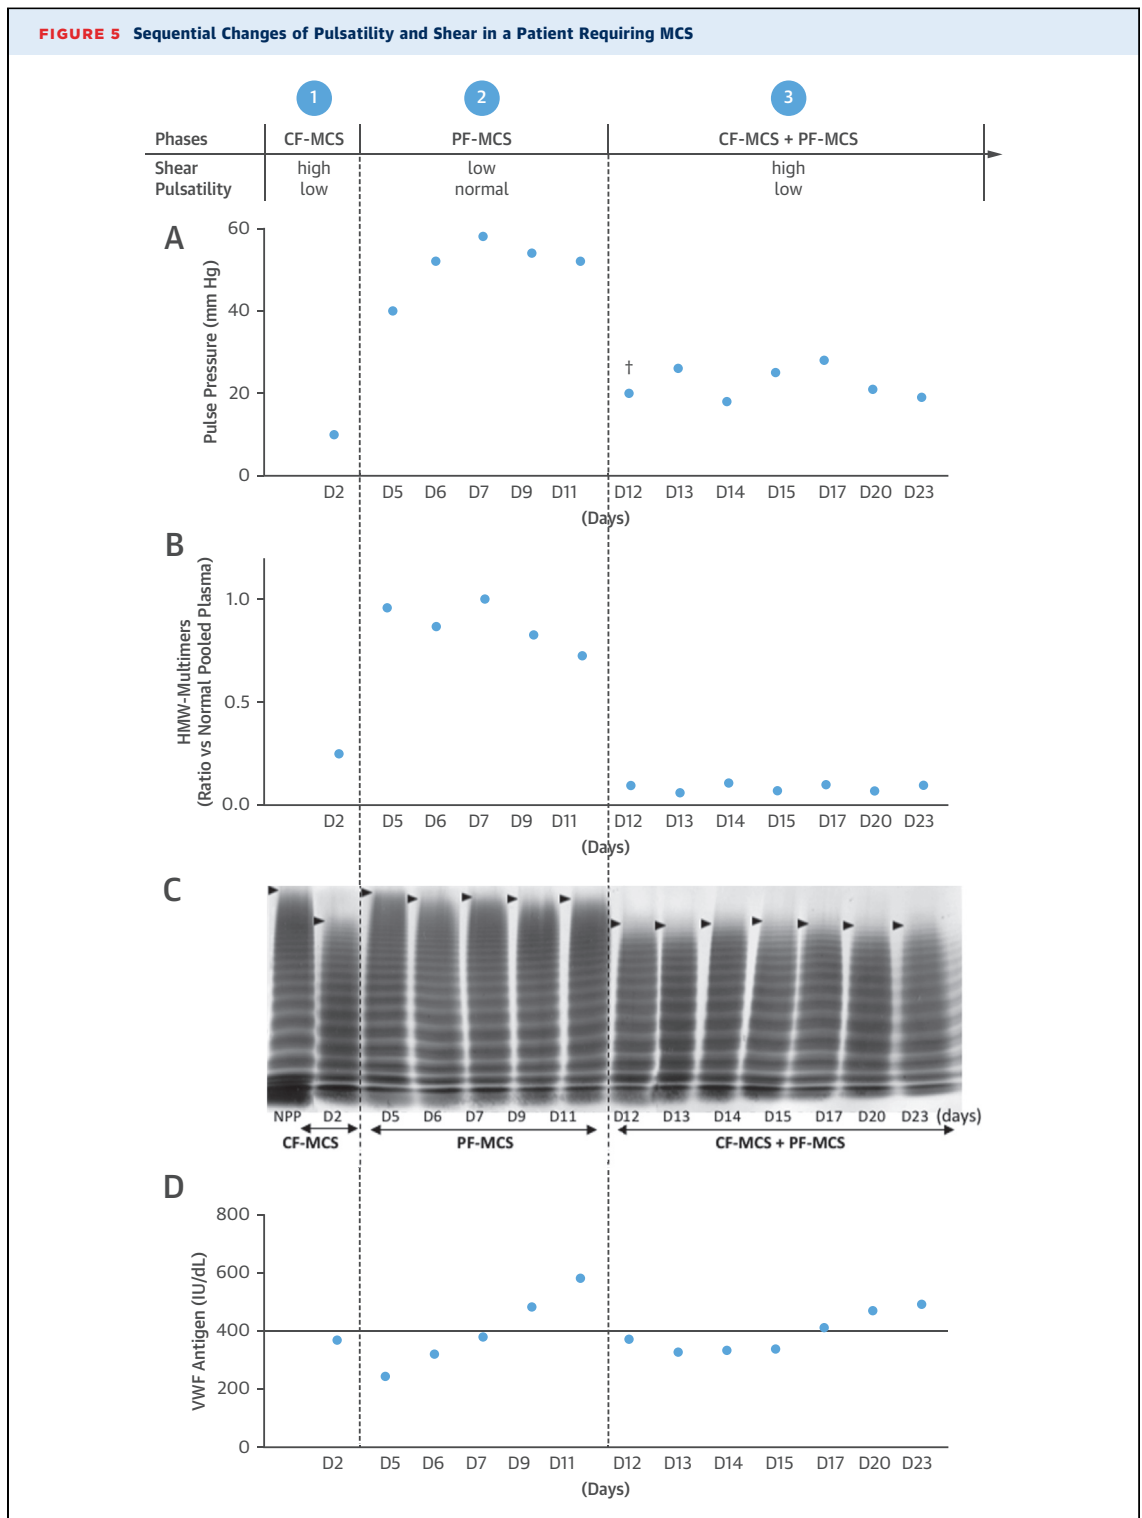 FIGURE 5 Sequential Changes of Pulsatility and Shear in a Patient Requiring MCS
1 2 3
Phases CF-MCS PF-MCS CF-MCS + PF-MCS
Shear high low high
Pulsatility low normal low
A
Pulse Pressure (mm Hg)
60
40
20
0
†
D2 D5 D6 D7 D9 D11 D12 D13 D14 D15 D17 D20 D23
(Days)
B
HMW-Multimers
(Ratio vs Normal Pooled Plasma)
1.0
0.5
0.0
D2 D5 D6 D7 D9 D11 D12 D13 D14 D15 D17 D20 D23
(Days)
C
NPP D2 D5 D6 D7 D9 D11 D12 D13 D14 D15 D17 D20 D23 (days)
CF-MCS PF-MCS CF-MCS + PF-MCS
D
VWF Antigen (IU/dL)
800
600
400
200
0
D2 D5 D6 D7 D9 D11 D12 D13 D14 D15 D17 D20 D23
(Days)